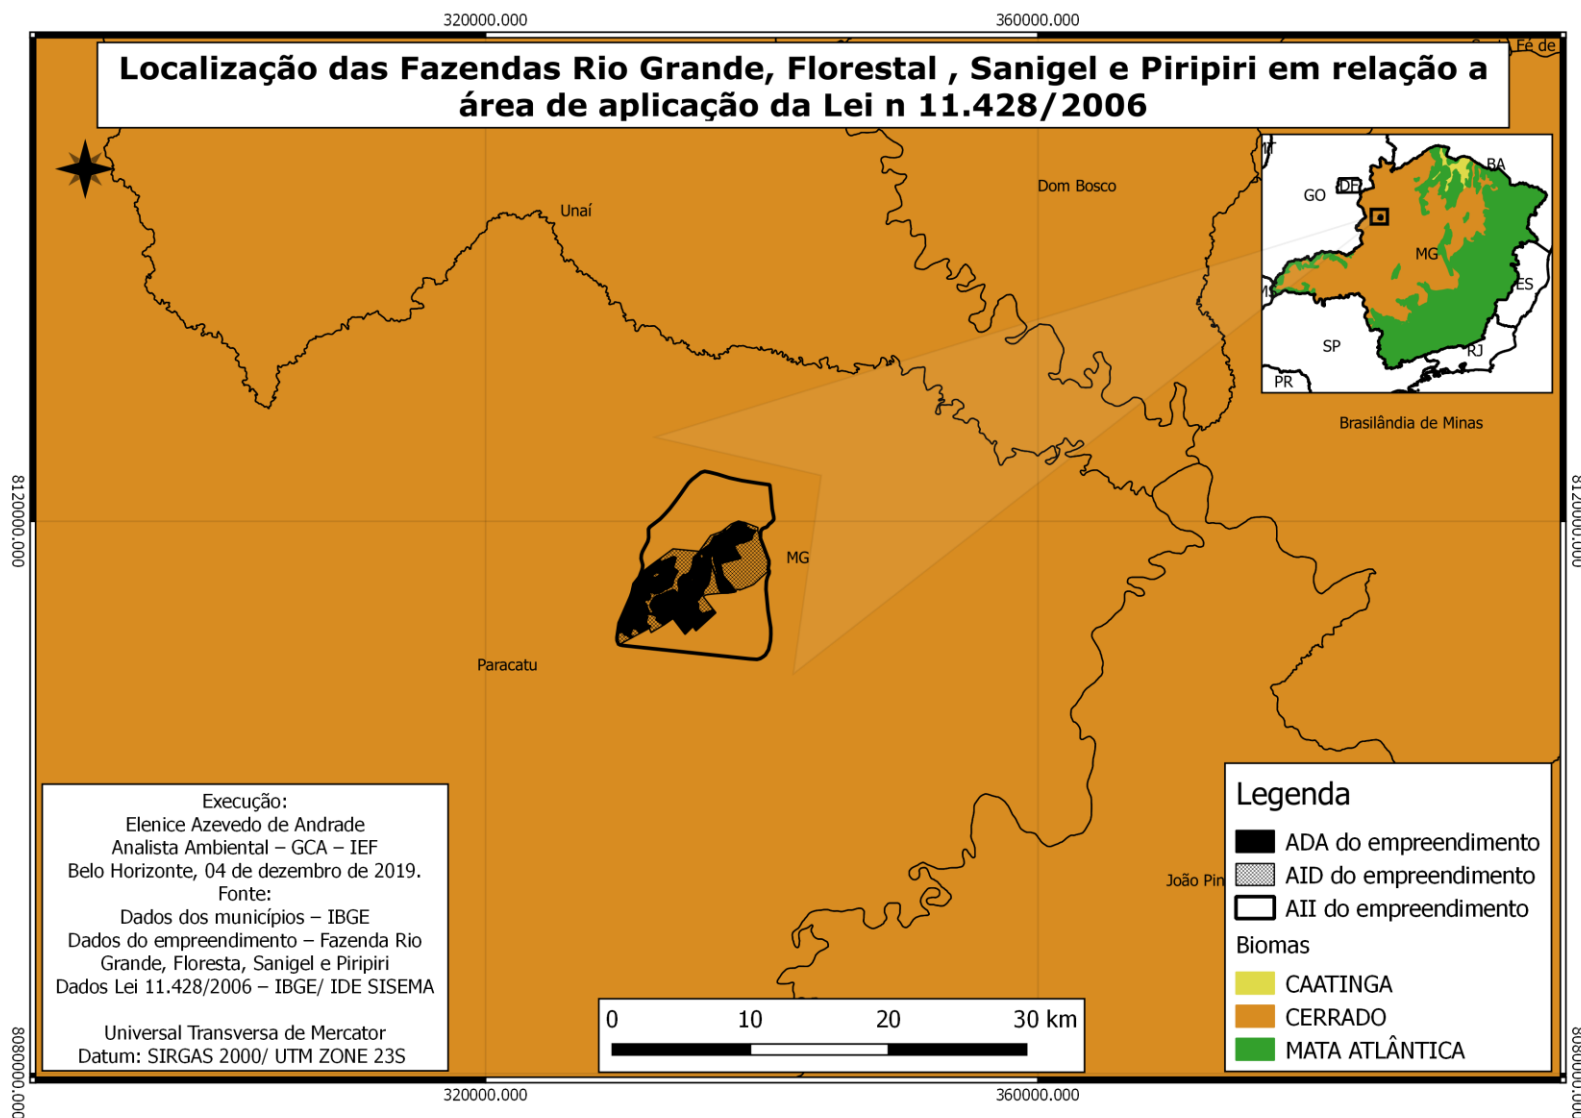 320000.000
360000.000
Fé de
Localização das Fazendas Rio Grande, Florestal , Sanigel e Piripiri em relação a
área de aplicação da Lei n 11.428/2006
BA
DF
GO
MG
ES
SP
RJ
PR
Dom Bosco
Unaí
Brasilândia de Minas
8120000.000
8120000.000
MG
Paracatu
João Pin
Execução:
Elenice Azevedo de Andrade
Analista Ambiental – GCA – IEF
Belo Horizonte, 04 de dezembro de 2019.
Fonte:
Dados dos municípios – IBGE
Dados do empreendimento – Fazenda Rio
Grande, Floresta, Sanigel e Piripiri
Dados Lei 11.428/2006 – IBGE/ IDE SISEMA
Universal Transversa de Mercator
Datum: SIRGAS 2000/ UTM ZONE 23S
0 10 20 30 km
Legenda
ADA do empreendimento
AID do empreendimento
AII do empreendimento
Biomas
CAATINGA
CERRADO
MATA ATLÂNTICA
8080000.000
8080000.000
320000.000
360000.000